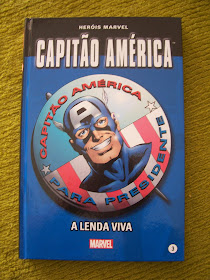 HERÓIS MARVEL
CAPITÃO AMÉRICA
CAPITÃO AMÉRICA
A
PARA PRESIDENTE
A LENDA VIVA
MARVEL
3